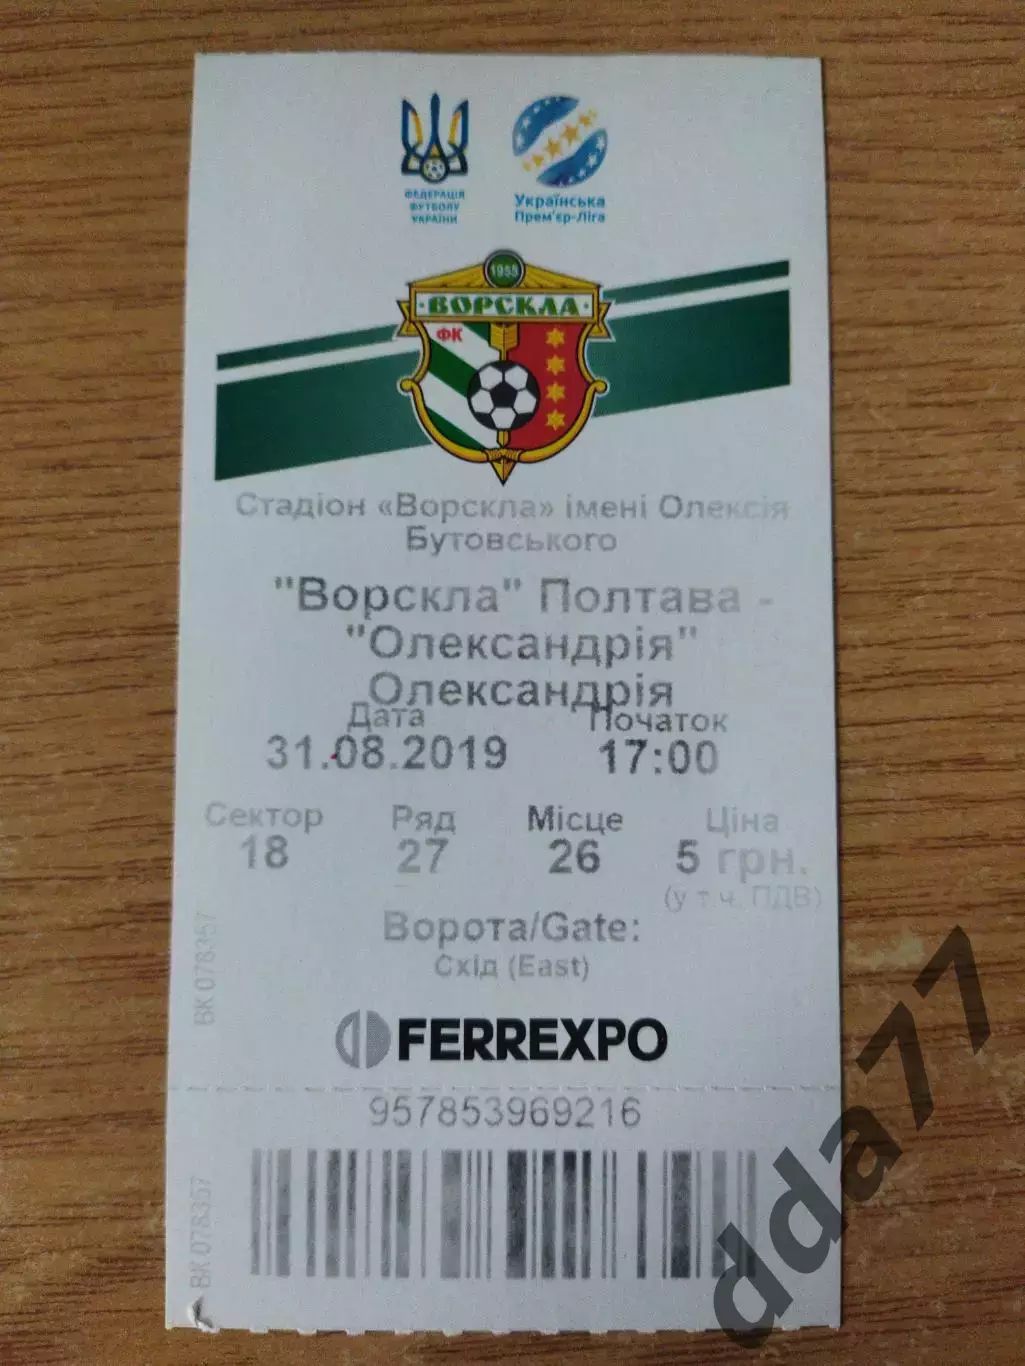 ФЕДЕРАЦІЯ
ФУТБОЛУ
УКРАЇНИ
Українська
Прем'єр-Ліга
1955
·ВОРСКЛА·
ФК
Стадіон «Ворскла» імені Олексія
Бутовського
"Ворскла" Полтава -
"Олександрія"
Олександрія
Дата Початок
31.08.2019 17:00
Сектор Ряд Місце Ціна
18 27 26 5 грн.
(у т.ч. ПДВ)
Ворота/Gate:
Схід (East)
ВК 078357
FERREXPO
957853969216
ВК 078357
dda77